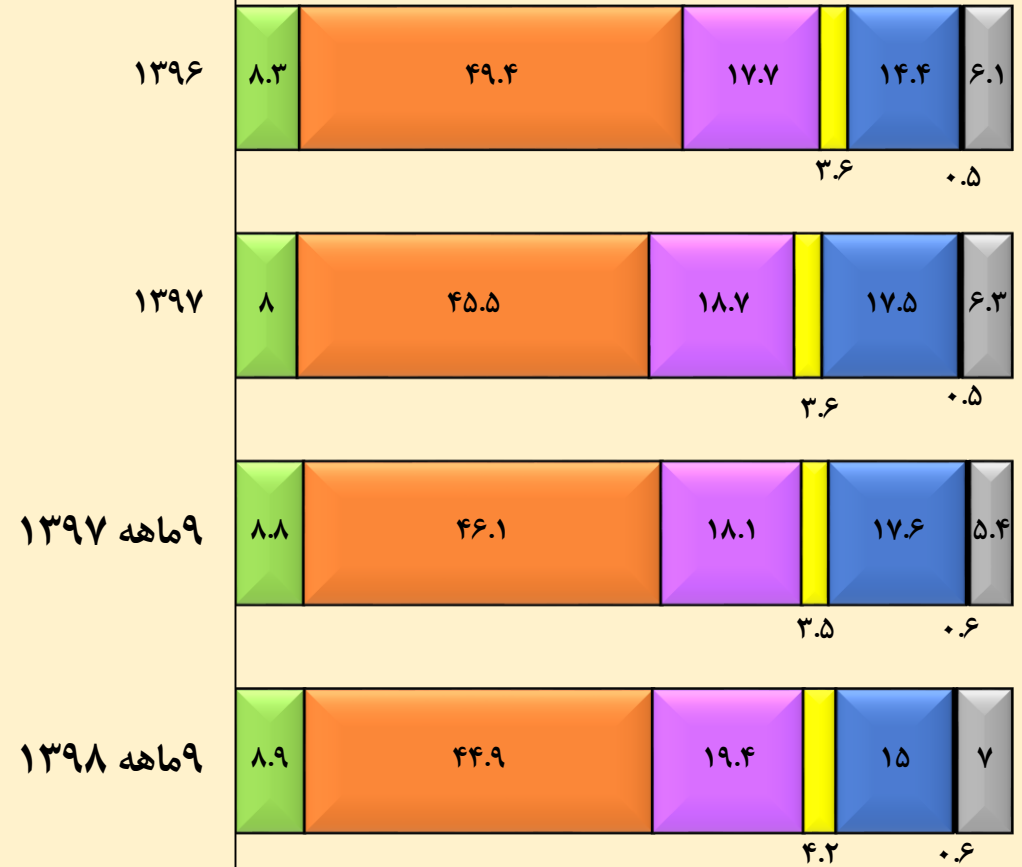 ۱۳۹۶ ۸.۳ ۴۹.۴ ۱۷.۷ ۱۴.۴ ۶.۱
۳.۶ ۰.۵
۱۳۹۷ ۸ ۴۵.۵ ۱۸.۷ ۱۷.۵ ۶.۳
۳.۶ ۰.۵
۹ماهه ۱۳۹۷ ۸.۸ ۴۶.۱ ۱۸.۱ ۱۷.۶ ۵.۴
۳.۵ ۰.۶
۹ماهه ۱۳۹۸ ۸.۹ ۴۴.۹ ۱۹.۴ ۱۵ ۷
۴.۲ ۰.۶